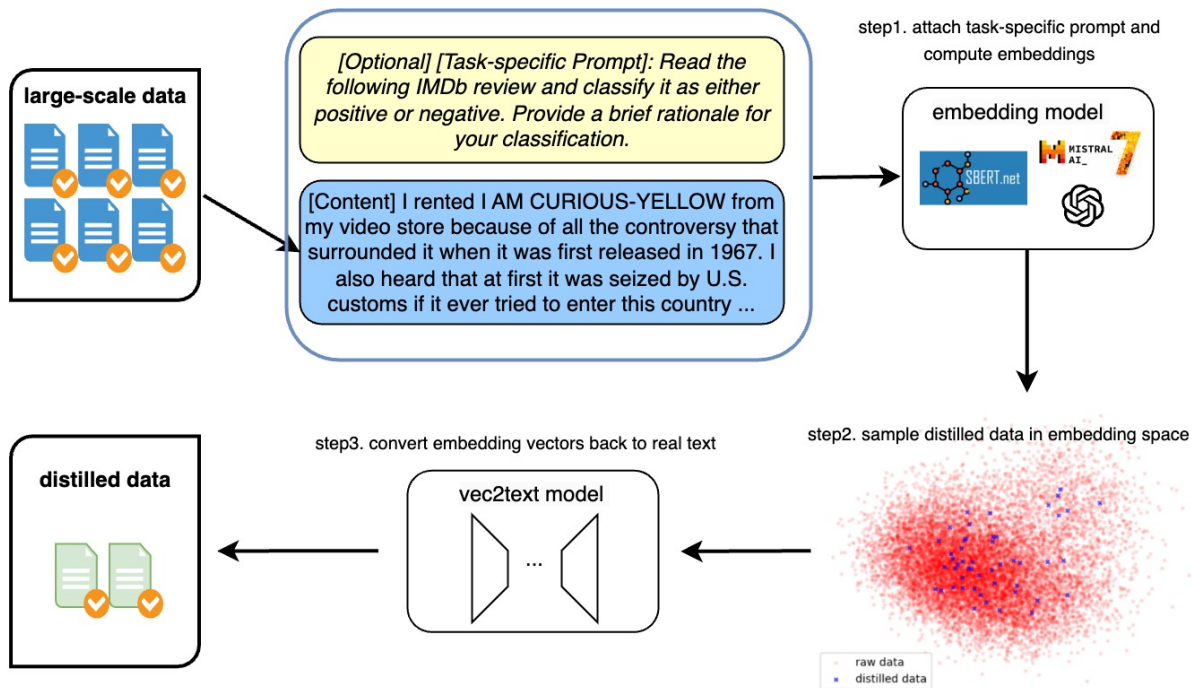 large-scale data
[Optional] [Task-specific Prompt]: Read the
following IMDb review and classify it as either
positive or negative. Provide a brief rationale for
your classification.
[Content] I rented I AM CURIOUS-YELLOW from
my video store because of all the controversy that
surrounded it when it was first released in 1967. I
also heard that at first it was seized by U.S.
customs if it ever tried to enter this country ...
step1. attach task-specific prompt and
compute embeddings
embedding model
SBERT.net
MISTRAL
AI_
7
step2. sample distilled data in embedding space
raw data
distilled data
step3. convert embedding vectors back to real text
vec2text model
...
distilled data